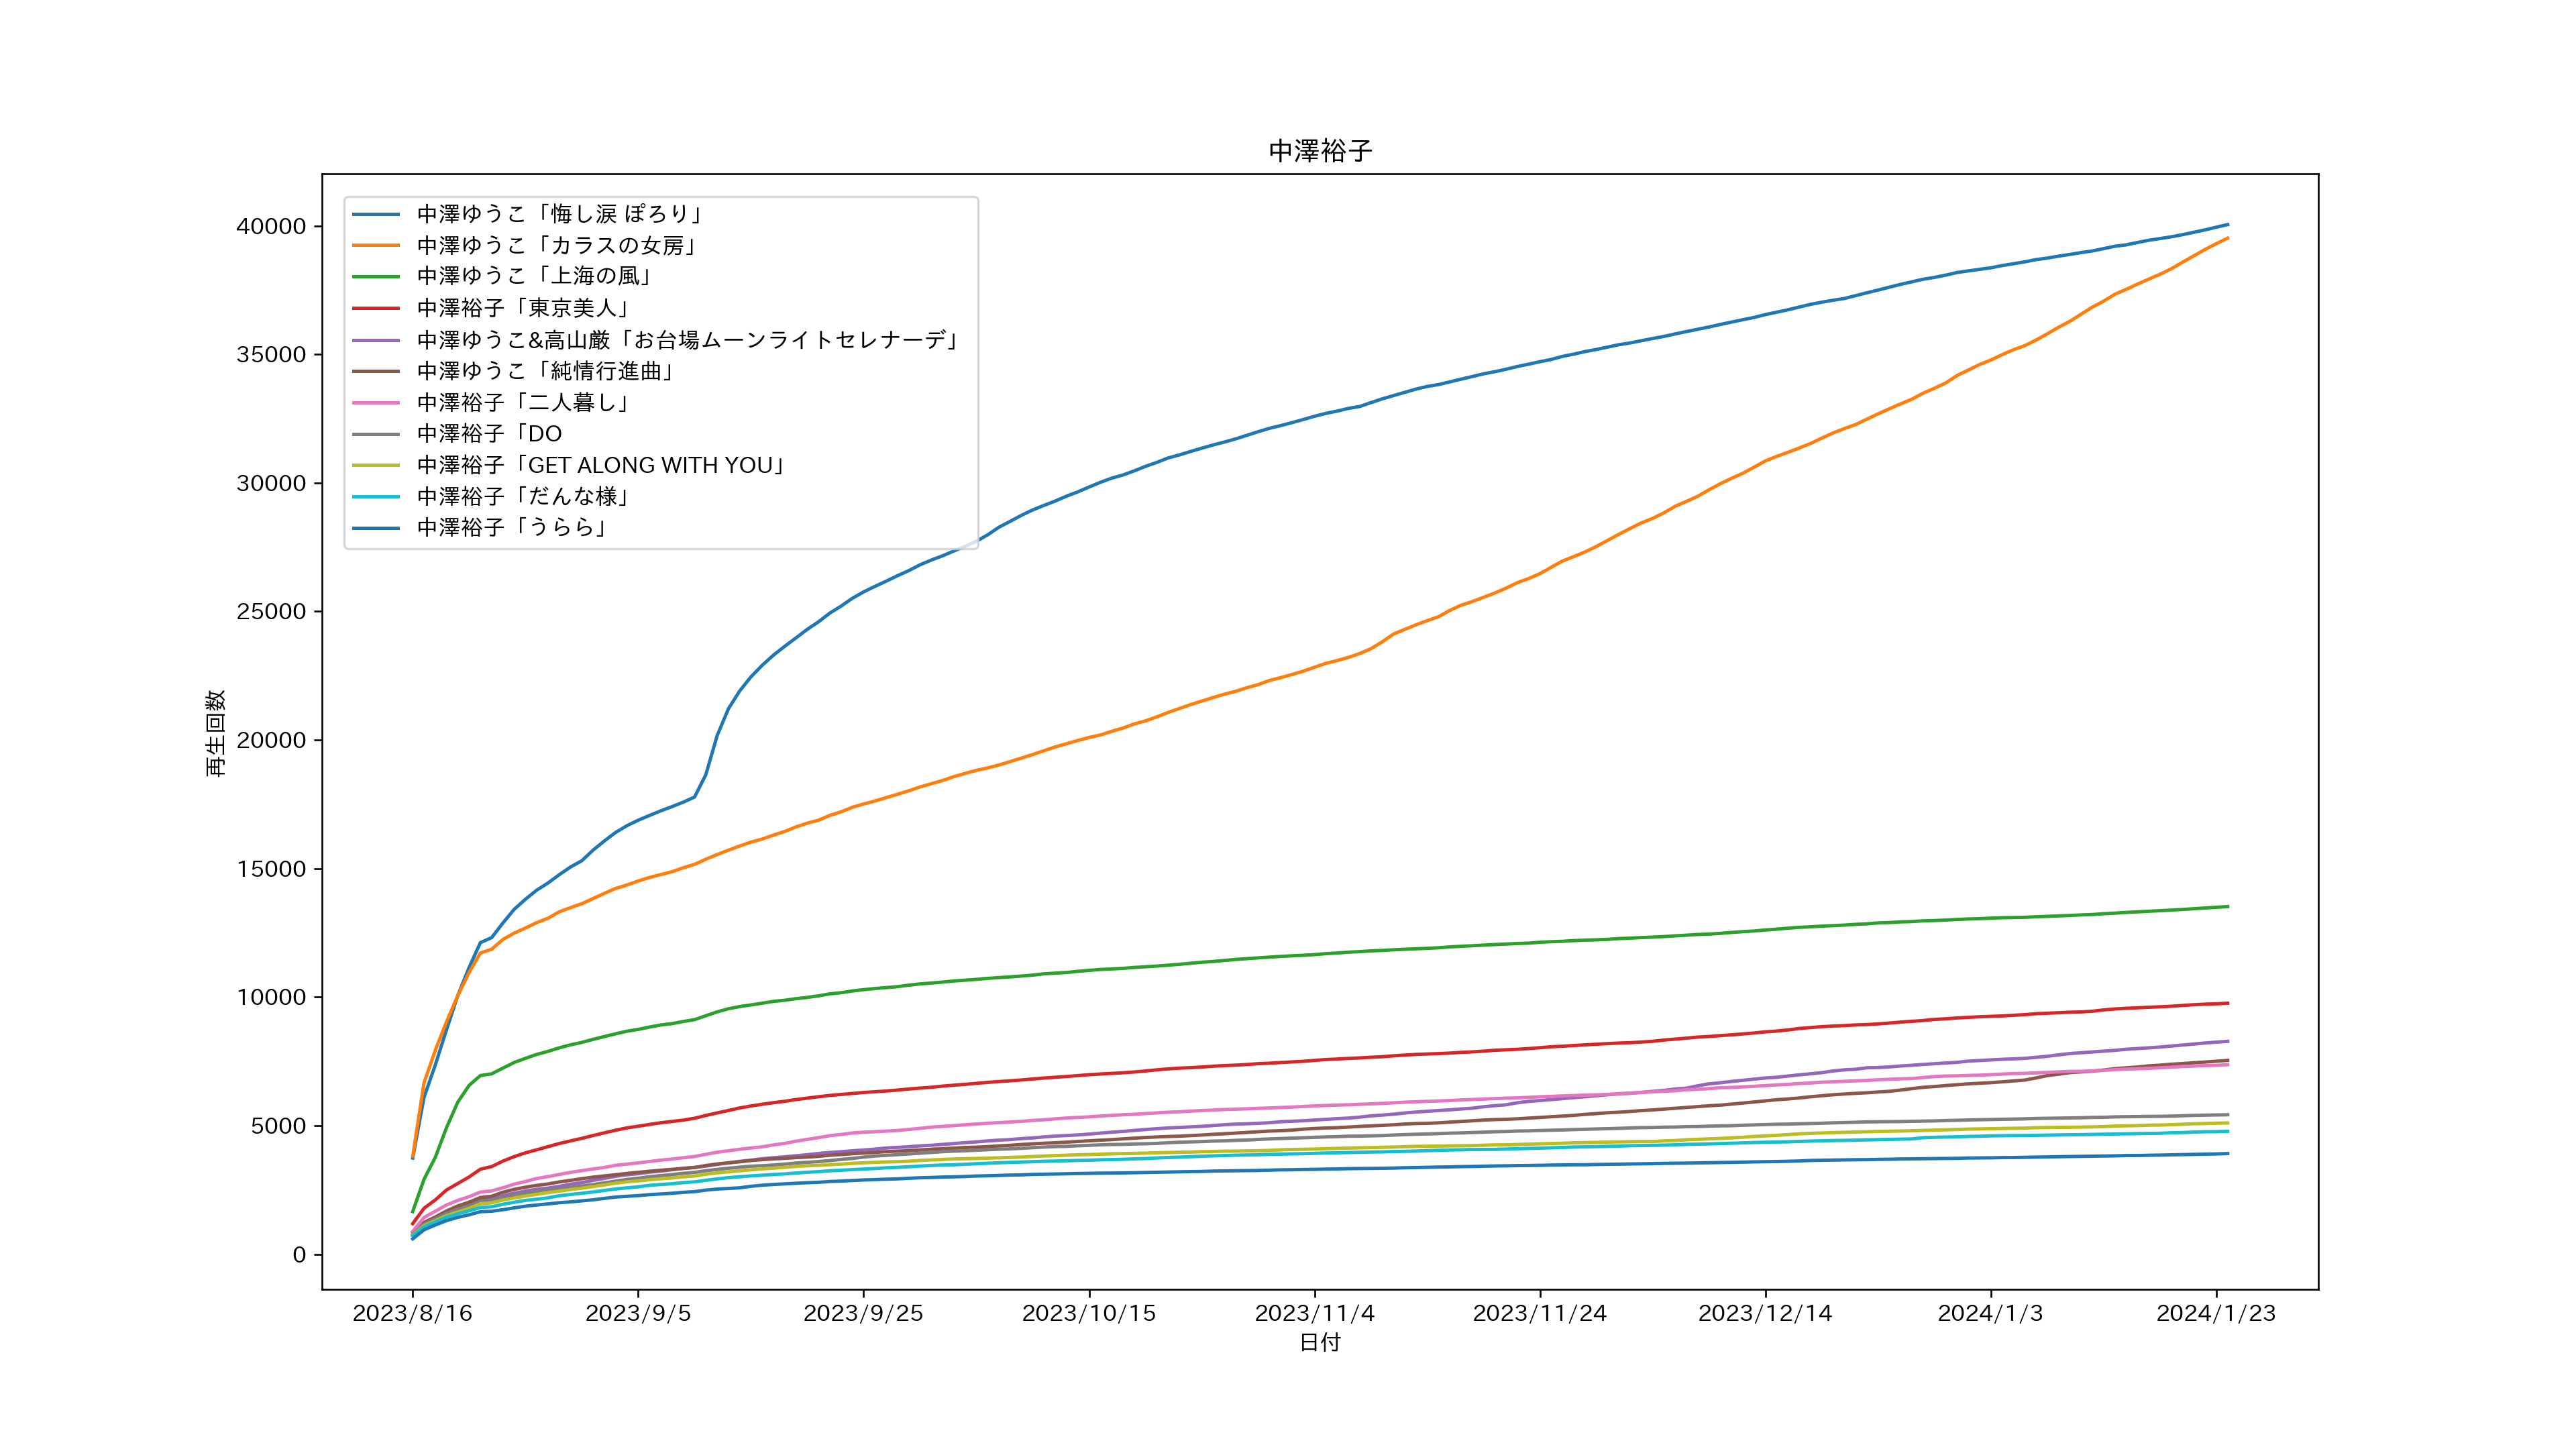 中澤裕子
中澤ゆうこ「悔し涙 ぽろり」
中澤ゆうこ「カラスの女房」
中澤ゆうこ「上海の風」
中澤裕子「東京美人」
中澤ゆうこ&高山厳「お台場ムーンライトセレナーデ」
中澤ゆうこ「純情行進曲」
中澤裕子「二人暮し」
中澤裕子「DO
中澤裕子「GET ALONG WITH YOU」
中澤裕子「だんな様」
中澤裕子「うらら」
再生回数
40000
35000
30000
25000
20000
15000
10000
5000
0
2023/8/16 2023/9/5 2023/9/25 2023/10/15 2023/11/4 2023/11/24 2023/12/14 2024/1/3 2024/1/23
日付